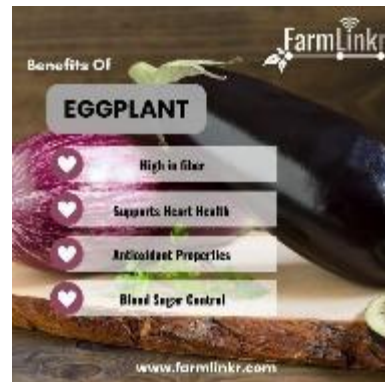 FarmLinkr
Benefits Of
EGGPLANT
High in fiber
Supports Heart Health
Antioxidant Properties
Blood Sugar Control
www.farmlinkr.com